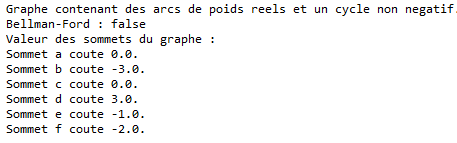 Graphe contenant des arcs de poids reels et un cycle non negatif.
Bellman-Ford : false
Valeur des sommets du graphe :
Sommet a coute 0.0.
Sommet b coute -3.0.
Sommet c coute 0.0.
Sommet d coute 3.0.
Sommet e coute -1.0.
Sommet f coute -2.0.